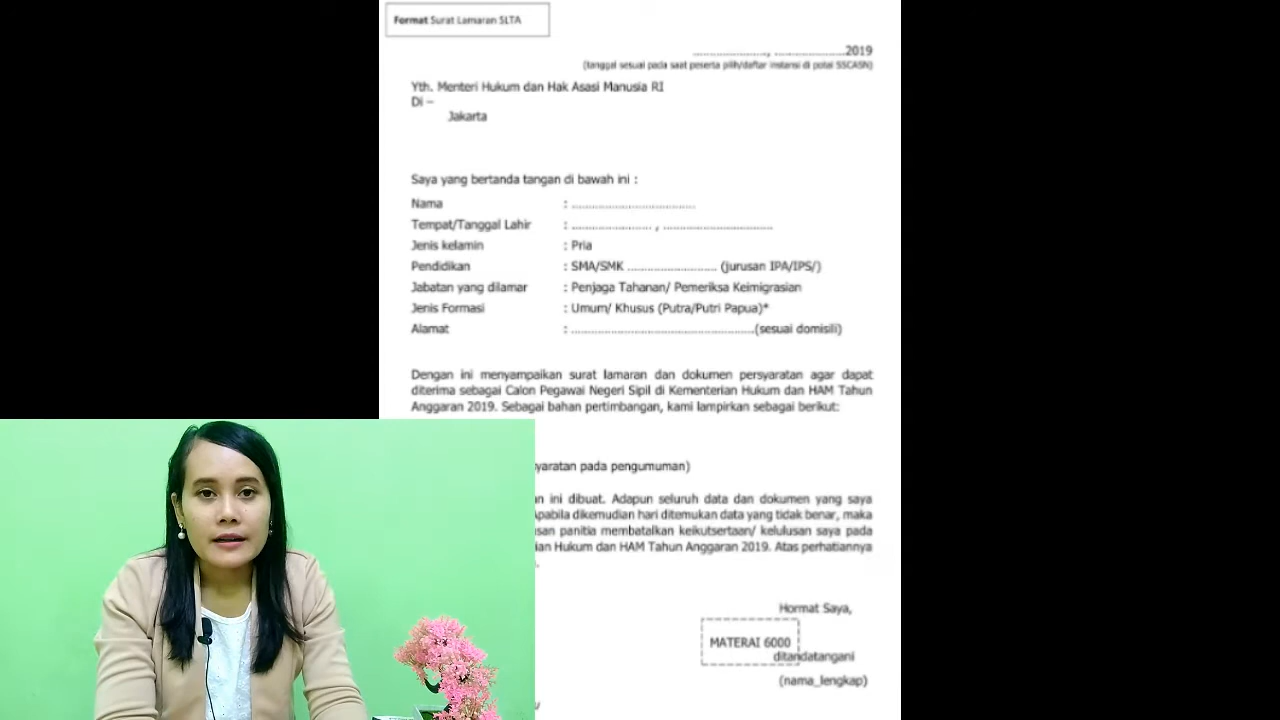 Format Surat Lamaran SLTA
...................., ....................2019
(tanggal sesuai pada saat peserta pilih/daftar instansi di potal SSCASN)
Yth. Menteri Hukum dan Hak Asasi Manusia RI
Di –
Jakarta
Saya yang bertanda tangan di bawah ini :
Nama : ..................................
Tempat/Tanggal Lahir : ...................... , ..............................
Jenis kelamin : Pria
Pendidikan : SMA/SMK ......................... (jurusan IPA/IPS/)
Jabatan yang dilamar : Penjaga Tahanan/ Pemeriksa Keimigrasian
Jenis Formasi : Umum/ Khusus (Putra/Putri Papua)*
Alamat : ..................................................(sesuai domisili)
Dengan ini menyampaikan surat lamaran dan dokumen persyaratan agar dapat
diterima sebagai Calon Pegawai Negeri Sipil di Kementerian Hukum dan HAM Tahun
Anggaran 2019. Sebagai bahan pertimbangan, kami lampirkan sebagai berikut:
yaratan pada pengumuman)
an ini dibuat. Adapun seluruh data dan dokumen yang saya
Apabila dikemudian hari ditemukan data yang tidak benar, maka
san panitia membatalkan keikutsertaan/ kelulusan saya pada
ian Hukum dan HAM Tahun Anggaran 2019. Atas perhatiannya
Hormat Saya,
MATERAI 6000
ditandatangani
(nama_lengkap)